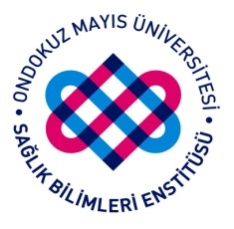 ONDOKUZ MAYIS ÜNİVERSİTESİ
SAĞLIK BİLİMLERİ ENSTİTÜSÜ